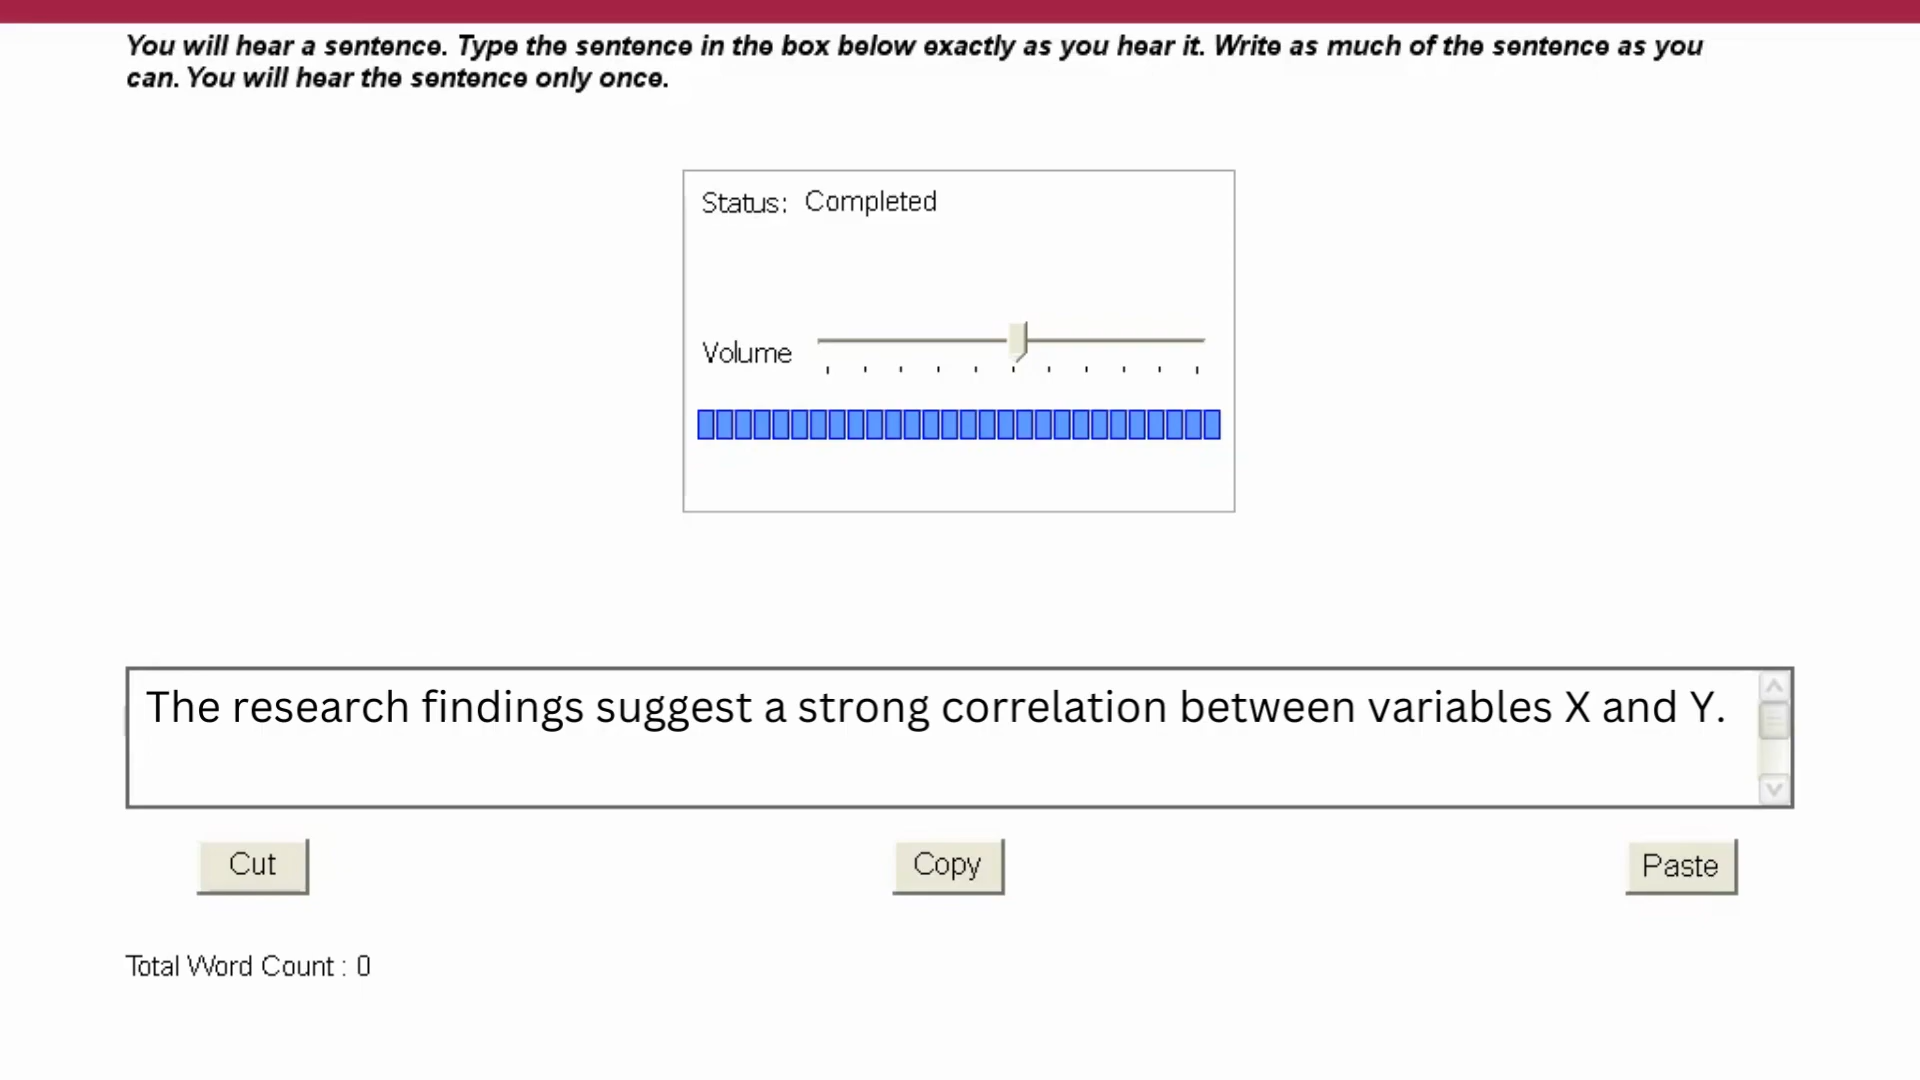 You will hear a sentence. Type the sentence in the box below exactly as you hear it. Write as much of the sentence as you
can. You will hear the sentence only once.
Status: Completed
Volume
The research findings suggest a strong correlation between variables X and Y.
Cut
Copy
Paste
Total Word Count : 0